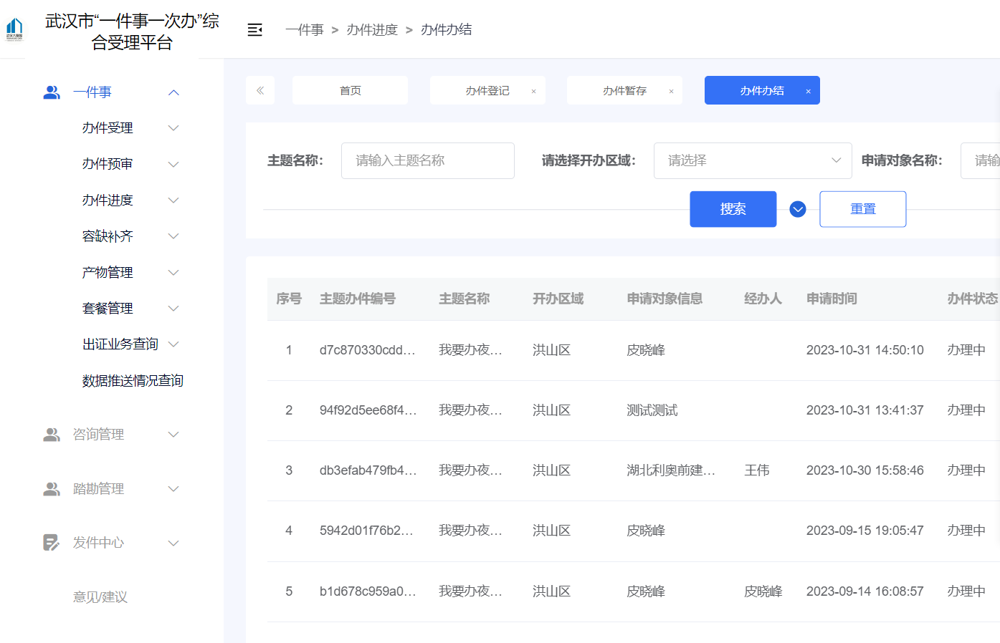 武汉市“一件事一次办”综
合受理平台
一件事 > 办件进度 > 办件办结
一件事
办件受理
办件预审
办件进度
容缺补齐
产物管理
套餐管理
出证业务查询
数据推送情况查询
咨询管理
踏勘管理
发件中心
意见/建议
« 首页 办件登记 × 办件暂存 × 办件办结 ×
主题名称： 请输入主题名称 请选择开办区域： 请选择 申请对象名称： 请输
搜索 重置
序号 主题办件编号 主题名称 开办区域 申请对象信息 经办人 申请时间 办件状态
1 d7c870330cdd... 我要办夜... 洪山区 皮晓峰 2023-10-31 14:50:10 办理中
2 94f92d5ee68f4... 我要办夜... 洪山区 测试测试 2023-10-31 13:41:37 办理中
3 db3efab479fb4... 我要办夜... 洪山区 湖北利奥前建... 王伟 2023-10-30 15:58:46 办理中
4 5942d01f76b2... 我要办夜... 洪山区 皮晓峰 2023-09-15 19:05:47 办理中
5 b1d678c959a0... 我要办夜... 洪山区 皮晓峰 皮晓峰 2023-09-14 16:08:57 办理中